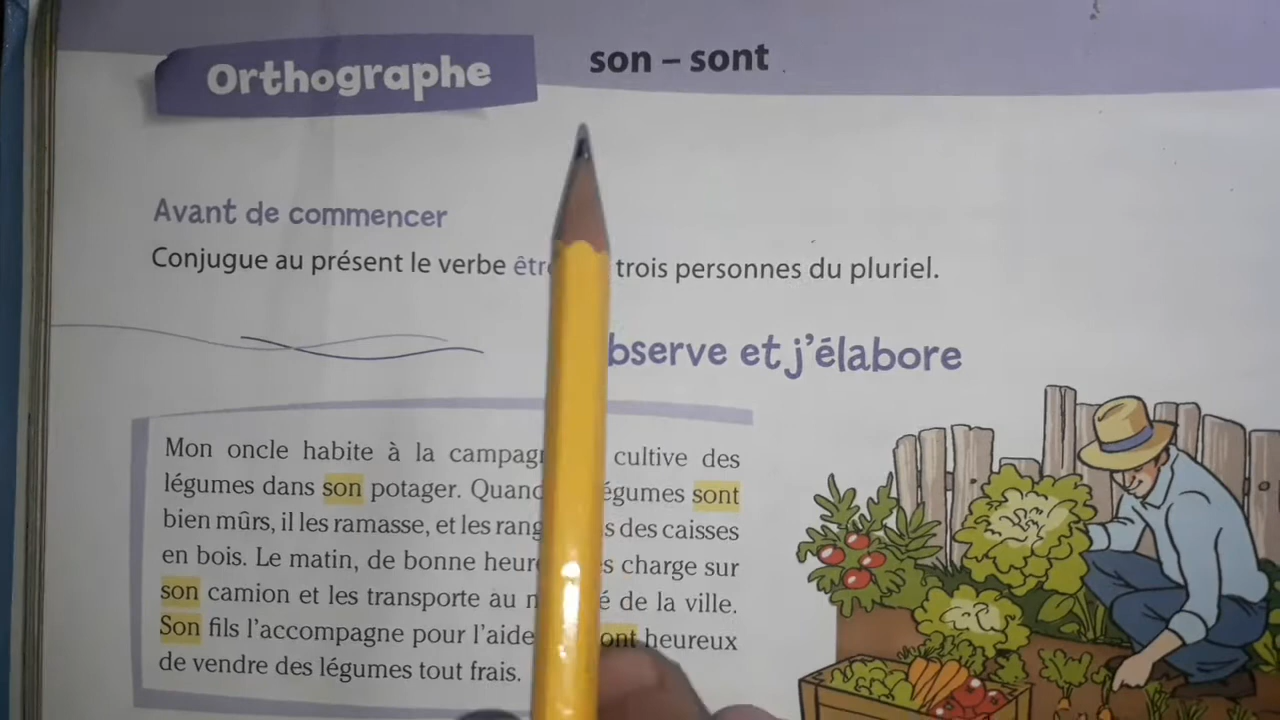 Orthographe
son – sont
Avant de commencer
Conjugue au présent le verbe trois personnes du pluriel.
et j'élabore
Mon oncle habite à la cultive des
légumes dans son potager. sont
bien mûrs, il les ramasse, et les des caisses
en bois. Le matin, de bonne charge sur
son camion et les transporte au de la ville.
Son fils l'accompagne pour heureux
de vendre des légumes tout frais.